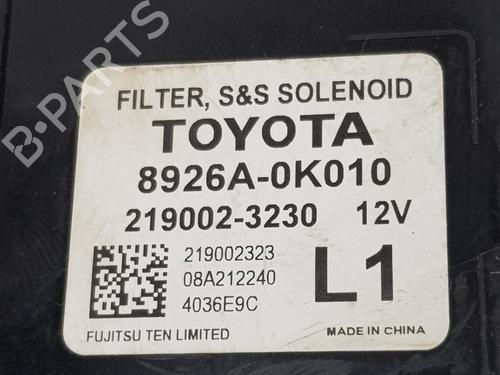 B-PARTS
FILTER, S&S SOLENOID
TOYOTA
8926A-0K010
219002-3230 12V
219002323
08A212240
4036E9C
L1
FUJITSU TEN LIMITED
MADE IN CHINA